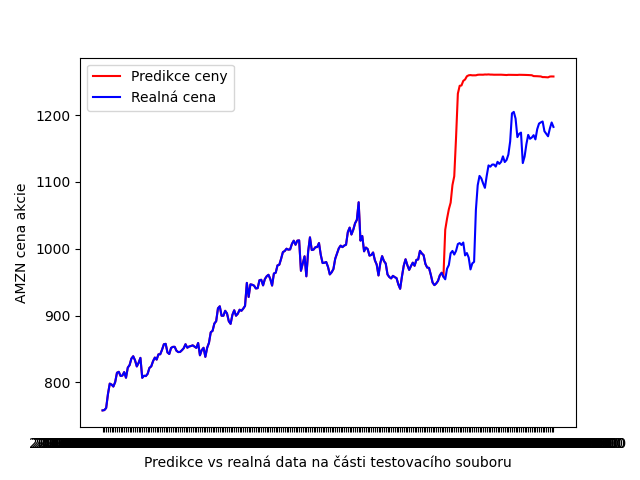 Predikce ceny
Realná cena
1200
1100
1000
900
800
AMZN cena akcie
Predikce vs realná data na části testovacího souboru